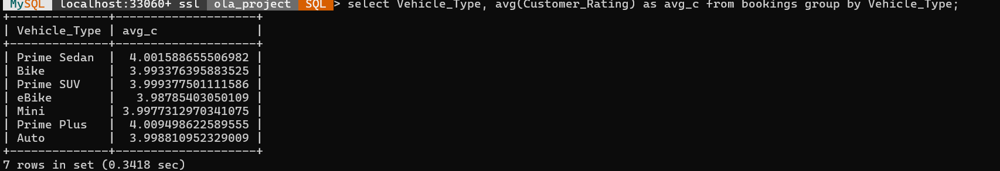 MySQL localhost:33060+ ssl ola_project SQL > select Vehicle_Type, avg(Customer_Rating) as avg_c from bookings group by Vehicle_Type;
+--------------+--------------------+
| Vehicle_Type | avg_c              |
+--------------+--------------------+
| Prime Sedan  |  4.001588655506982 |
| Bike         |  3.993376395883525 |
| Prime SUV    |  3.999377501111586 |
| eBike        |   3.98785403050109 |
| Mini         | 3.9977312970341075 |
| Prime Plus   |  4.009498622589555 |
| Auto         |  3.998810952329009 |
+--------------+--------------------+
7 rows in set (0.3418 sec)